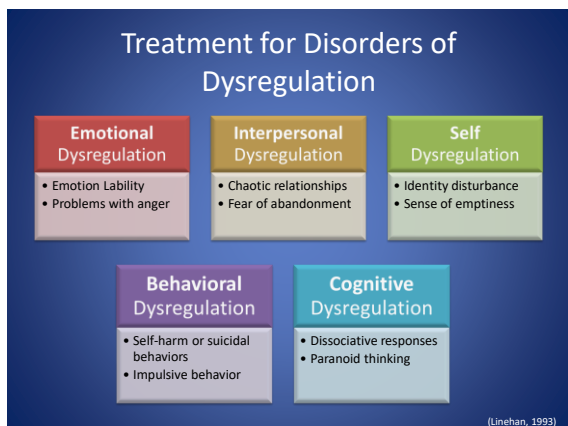 Treatment for Disorders of
Dysregulation
Emotional
Dysregulation
• Emotion Lability
• Problems with anger
Interpersonal
Dysregulation
• Chaotic relationships
• Fear of abandonment
Self
Dysregulation
• Identity disturbance
• Sense of emptiness
Behavioral
Dysregulation
• Self-harm or suicidal
behaviors
• Impulsive behavior
Cognitive
Dysregulation
• Dissociative responses
• Paranoid thinking
(Linehan, 1993)